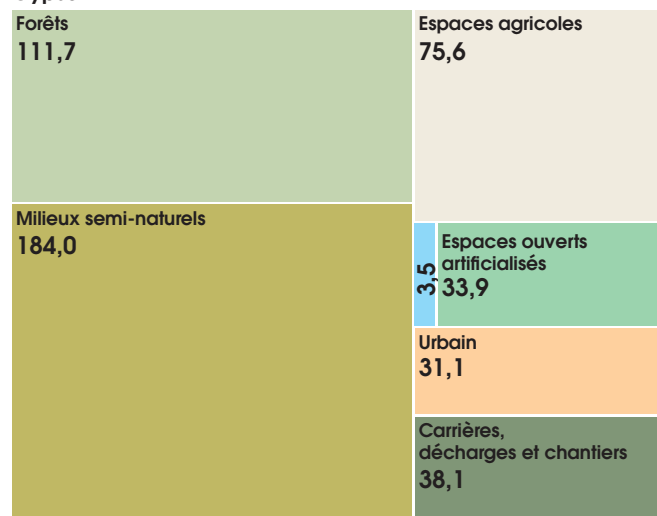 Forêts
111,7
Espaces agricoles
75,6
Milieux semi-naturels
184,0
3,5
Espaces ouverts
artificialisés
33,9
Urbain
31,1
Carrières,
décharges et chantiers
38,1